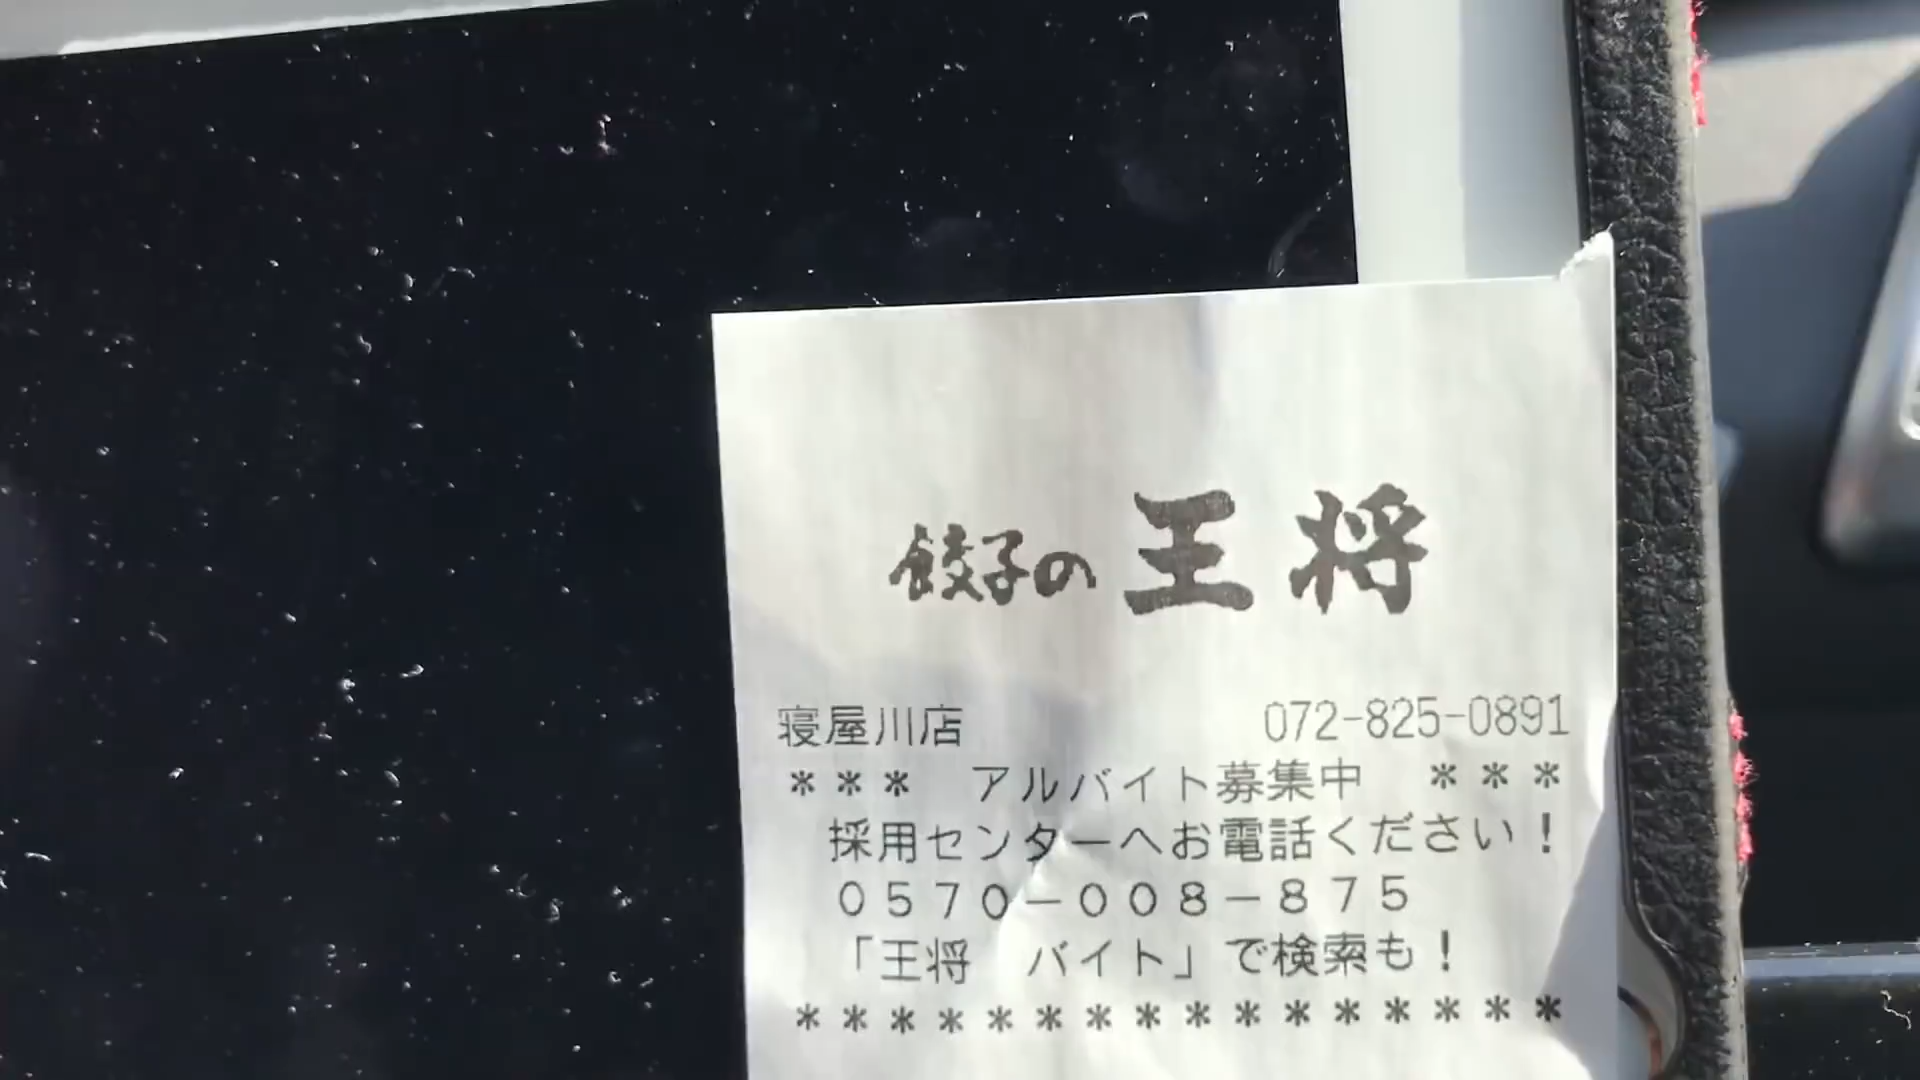 餃子の王将
寝屋川店 072-825-0891
＊＊＊　アルバイト募集中　＊＊＊
採用センターへお電話ください！
０５７０－００８－８７５
「王将　バイト」で検索も！
＊＊＊＊＊＊＊＊＊＊＊＊＊＊＊＊